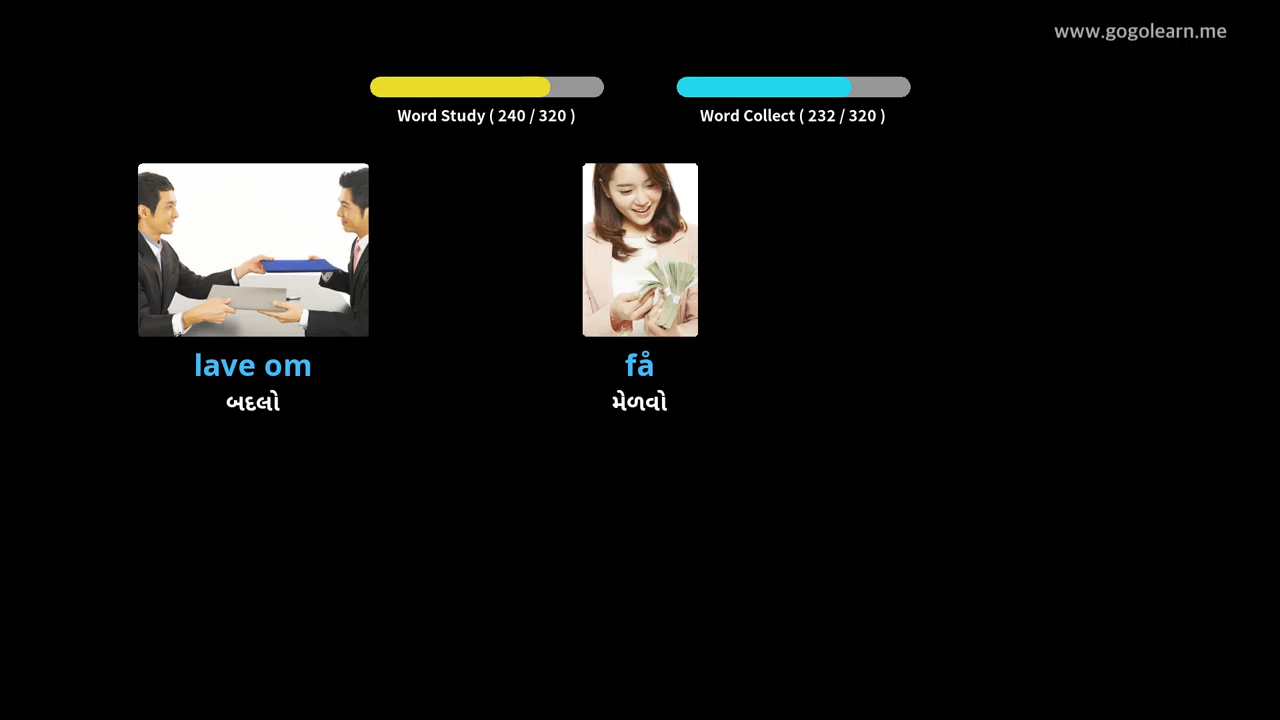 www.gogolearn.me
Word Study ( 240 / 320 )
Word Collect ( 232 / 320 )
lave om
બદલો
få
મેળવો